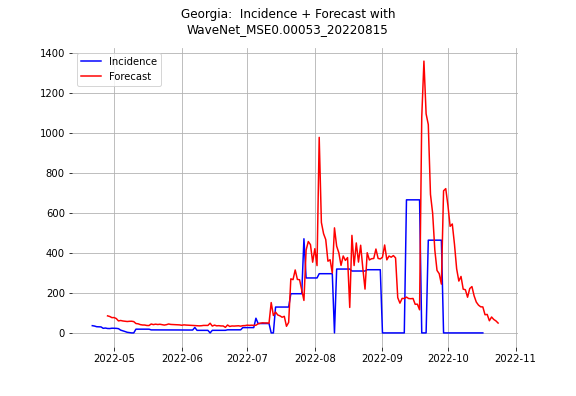 Georgia:  Incidence + Forecast with
WaveNet_MSE0.00053_20220815
Incidence
Forecast
1400
1200
1000
800
600
400
200
0
2022-05 2022-06 2022-07 2022-08 2022-09 2022-10 2022-11